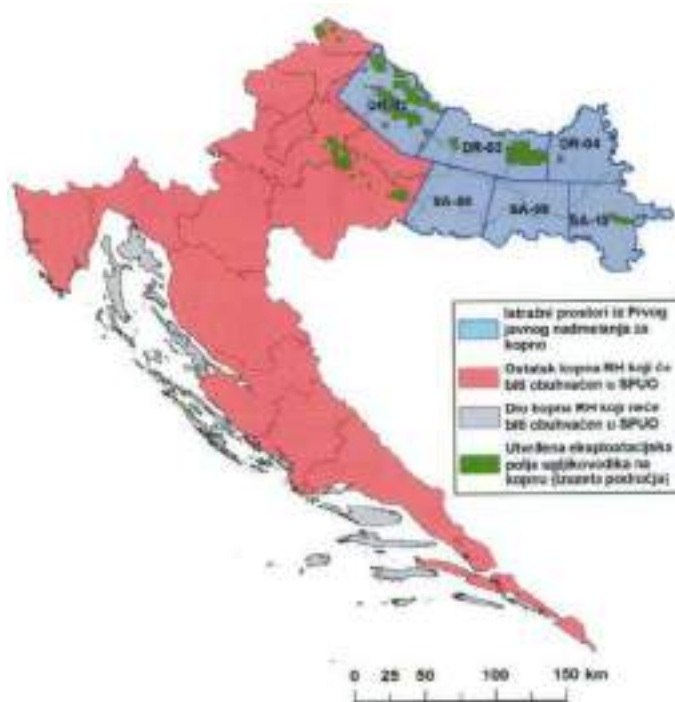 DR-02
DR-03
DR-04
SA-08
SA-09
SA-10
Istražni prostori iz Prvog
javnog nadmetanja za
kopno
Ostatak kopna RH koji će
biti obuhvaćen u SPUO
Dio kopna RH koji neće
biti obuhvaćen u SPUO
Utvrđena eksploatacijska
polja ugljikovodika na
kopnu (izuzeta područja)
0 25 50 100 150 km